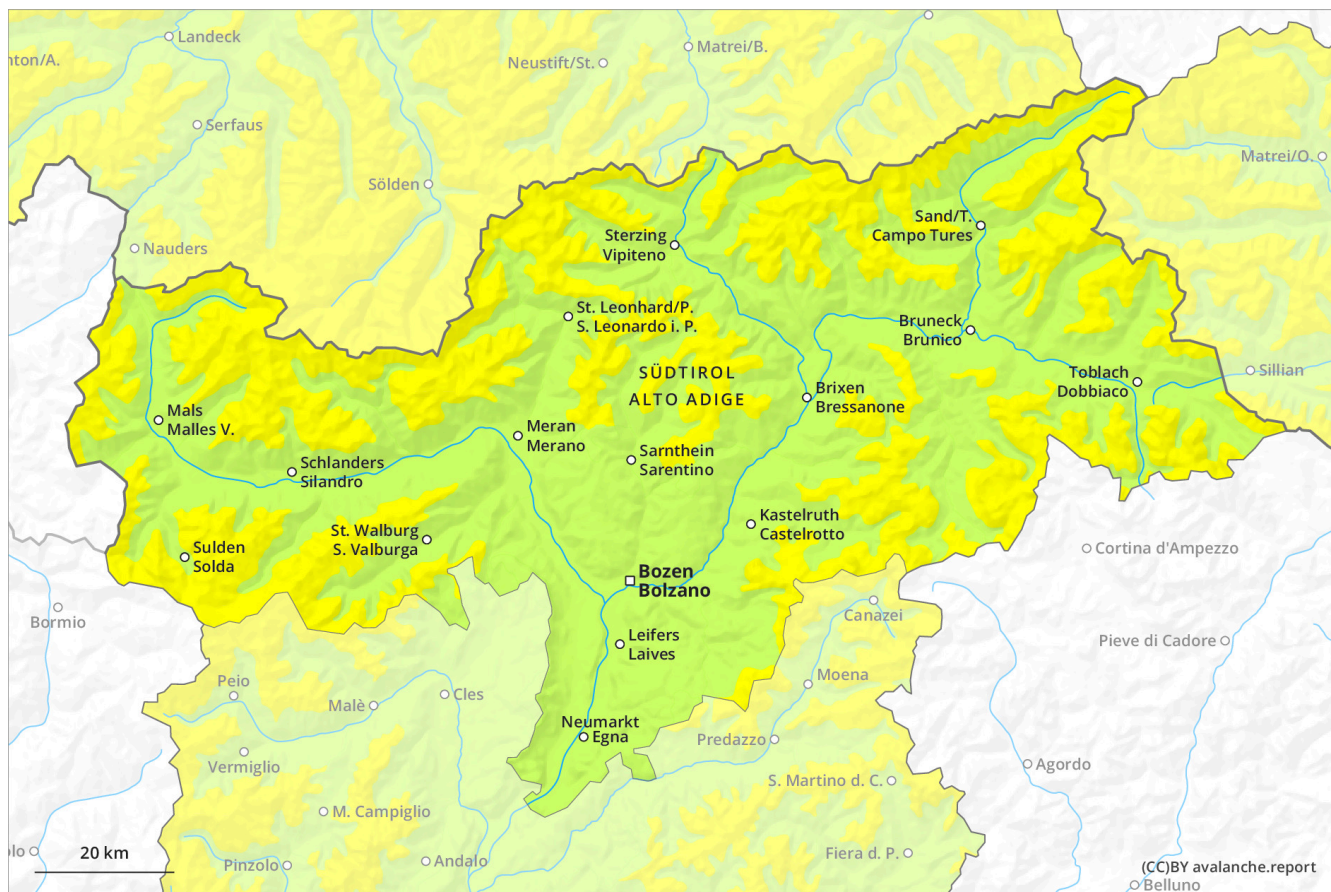 Landeck
nton/A.
Matrei/B.
Neustift/St.
Serfaus
Matrei/O.
Sölden
Sand/T.
Campo Tures
Sterzing
Vipiteno
Nauders
St. Leonhard/P.
S. Leonardo i. P.
Bruneck
Brunico
SÜDTIROL
ALTO ADIGE
Toblach
Dobbiaco
Sillian
Brixen
Bressanone
Mals
Malles V.
Meran
Merano
Sarnthein
Sarentino
Schlanders
Silandro
Kastelruth
Castelrotto
St. Walburg
S. Valburga
Sulden
Solda
Cortina d'Ampezzo
Bozen
Bolzano
Bormio
Canazei
Leifers
Laives
Pieve di Cadore
Moena
Peio
Cles
Malè
Neumarkt
Egna
Predazzo
Vermiglio
Agordo
S. Martino d. C.
M. Campiglio
olo
20 km
Pinzolo
Andalo
Fiera d. P.
(CC)BY avalanche.report
Belluno